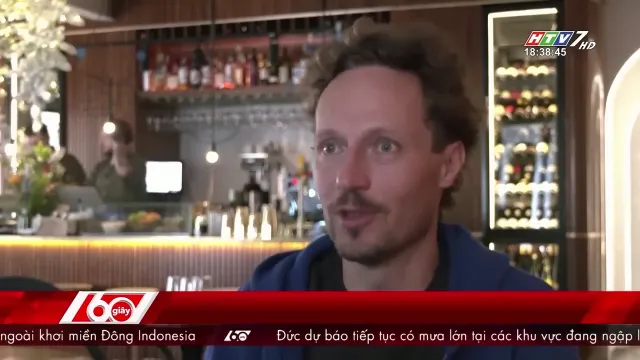 HTV7 HD
18:38:45
60 giây
ngoài khơi miền Đông Indonesia 60 Đức dự báo tiếp tục có mưa lớn tại các khu vực đang ngập l